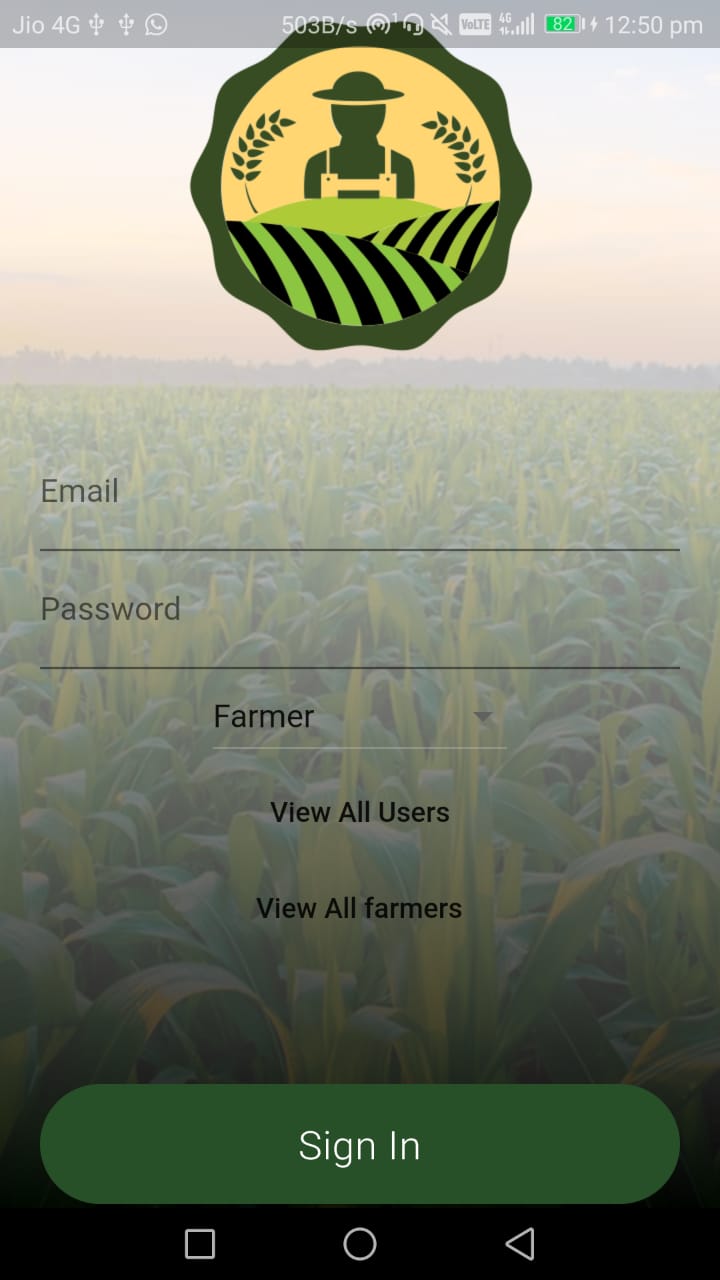 Jio 4G 503B/s 1 VoLTE 4G 82 12:50 pm
Email
Password
Farmer
View All Users
View All farmers
Sign In